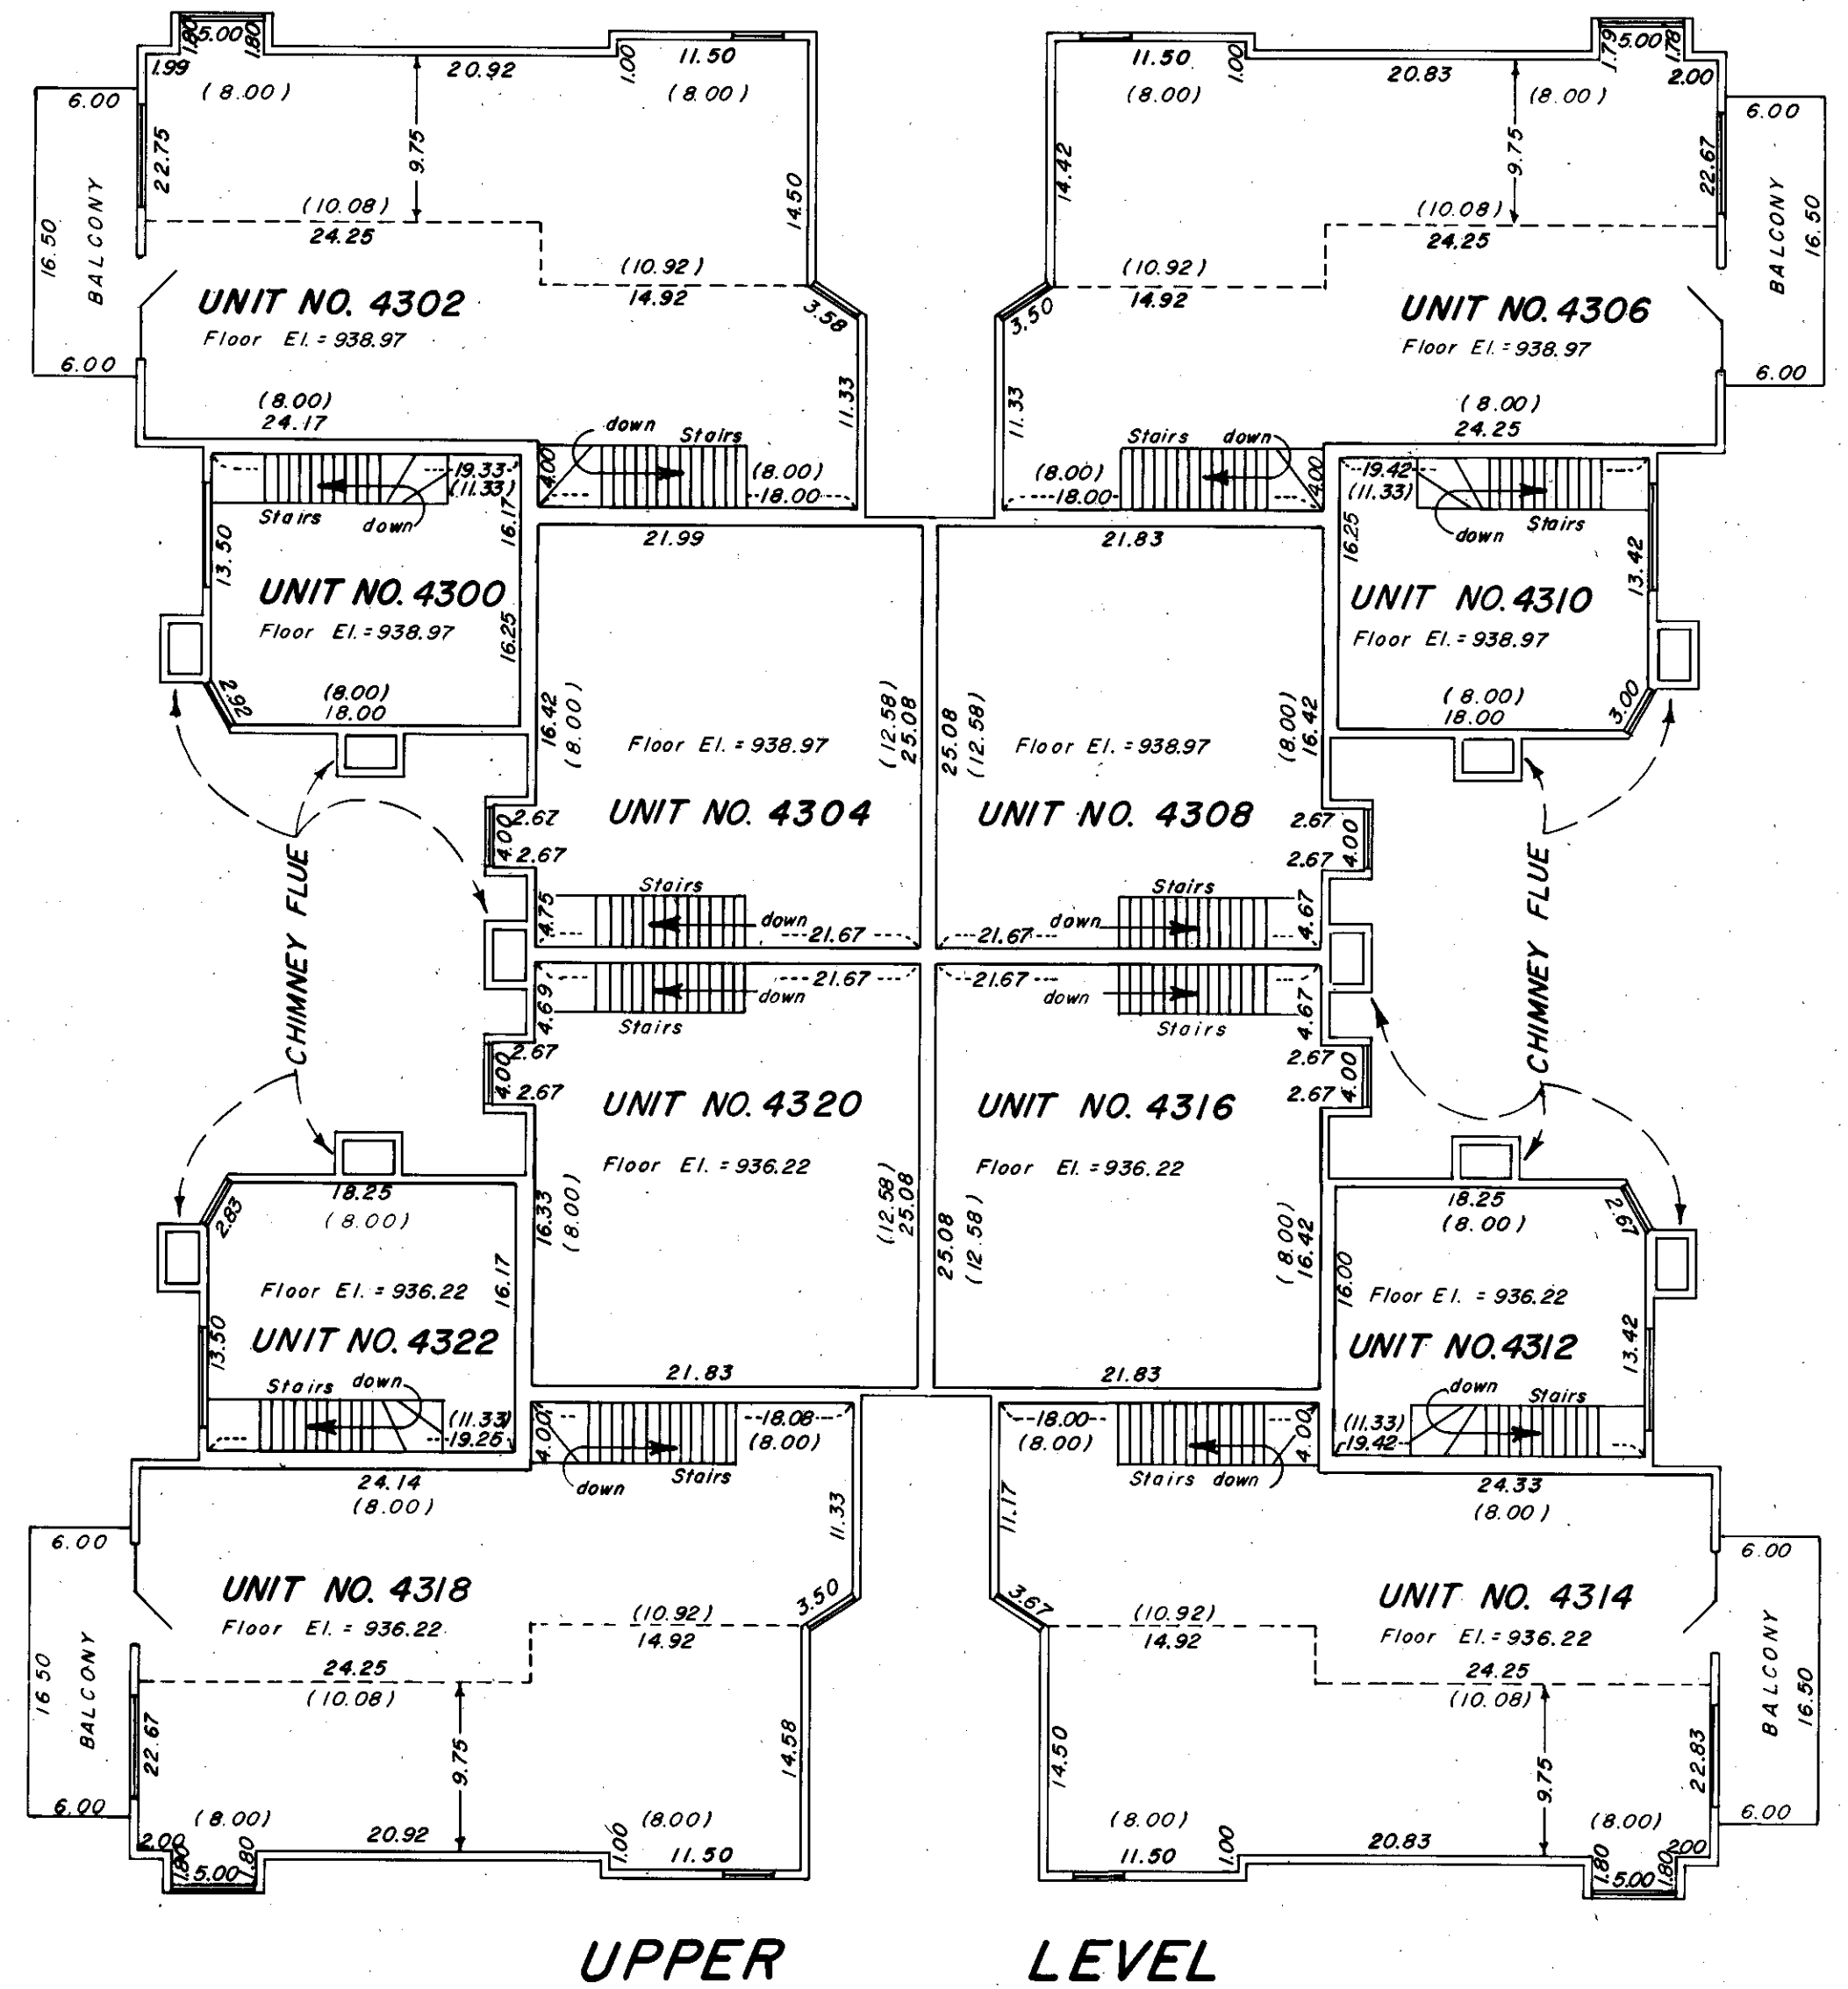 1.80 5.00 1.80
1.99
20.92
1.00
11.50
(8.00)
(8.00)
6.00
22.75
9.75
14.50
16.50
BALCONY
(10.08)
24.25
(10.92)
14.92
UNIT NO. 4302
Floor El. = 938.97
3.58
6.00
(8.00)
24.17
11.33
down
Stairs
4.00
(8.00)
18.00
11.50
1.00
20.83
1.79 5.00 1.78
2.00
(8.00)
(8.00)
6.00
14.42
9.75
22.67
BALCONY
16.50
(10.08)
24.25
(10.92)
14.92
3.50
UNIT NO. 4306
Floor El. = 938.97
6.00
11.33
(8.00)
24.25
Stairs
down
4.00
(8.00)
18.00
19.33
(11.33)
Stairs
down
16.17
13.50
UNIT NO. 4300
Floor El. = 938.97
16.25
2.92
(8.00)
18.00
21.99
16.42
(8.00)
(12.58)
25.08
Floor El. = 938.97
UNIT NO. 4304
2.67
4.00
2.67
4.75
Stairs
down
21.67
21.83
25.08
(12.58)
(8.00)
16.42
Floor El. = 938.97
UNIT NO. 4308
2.67
4.00
2.67
4.67
Stairs
down
21.67
19.42
(11.33)
Stairs
down
16.25
13.42
UNIT NO. 4310
Floor El. = 938.97
(8.00)
18.00
3.00
CHIMNEY FLUE
CHIMNEY FLUE
21.67
down
Stairs
4.69
2.67
4.00
2.67
UNIT NO. 4320
Floor El. = 936.22
16.33
(8.00)
(12.58)
25.08
21.83
21.67
down
Stairs
4.67
2.67
4.00
2.67
UNIT NO. 4316
Floor El. = 936.22
25.08
(12.58)
(8.00)
16.42
21.83
18.25
(8.00)
2.83
16.17
Floor El. = 936.22
UNIT NO. 4322
13.50
Stairs
down
(11.33)
19.25
18.25
(8.00)
2.67
16.00
Floor El. = 936.22
UNIT NO. 4312
13.42
down
Stairs
(11.33)
19.42
18.08
(8.00)
4.00
down
Stairs
24.14
(8.00)
11.33
6.00
UNIT NO. 4318
Floor El. = 936.22
3.50
(10.92)
14.92
24.25
(10.08)
16 50
BALCONY
22.67
9.75
14.58
6.00
2.00
(8.00)
(8.00)
1.80 5.00 1.80
20.92
1.00
11.50
18.00
(8.00)
4.00
Stairs
down
24.33
(8.00)
11.17
6.00
3.67
UNIT NO. 4314
Floor El. = 936.22
(10.92)
14.92
24.25
(10.08)
BALCONY
16.50
14.50
9.75
22.83
6.00
(8.00)
(8.00)
11.50
1.00
20.83
1.80 5.00 1.80
2.00
UPPER LEVEL